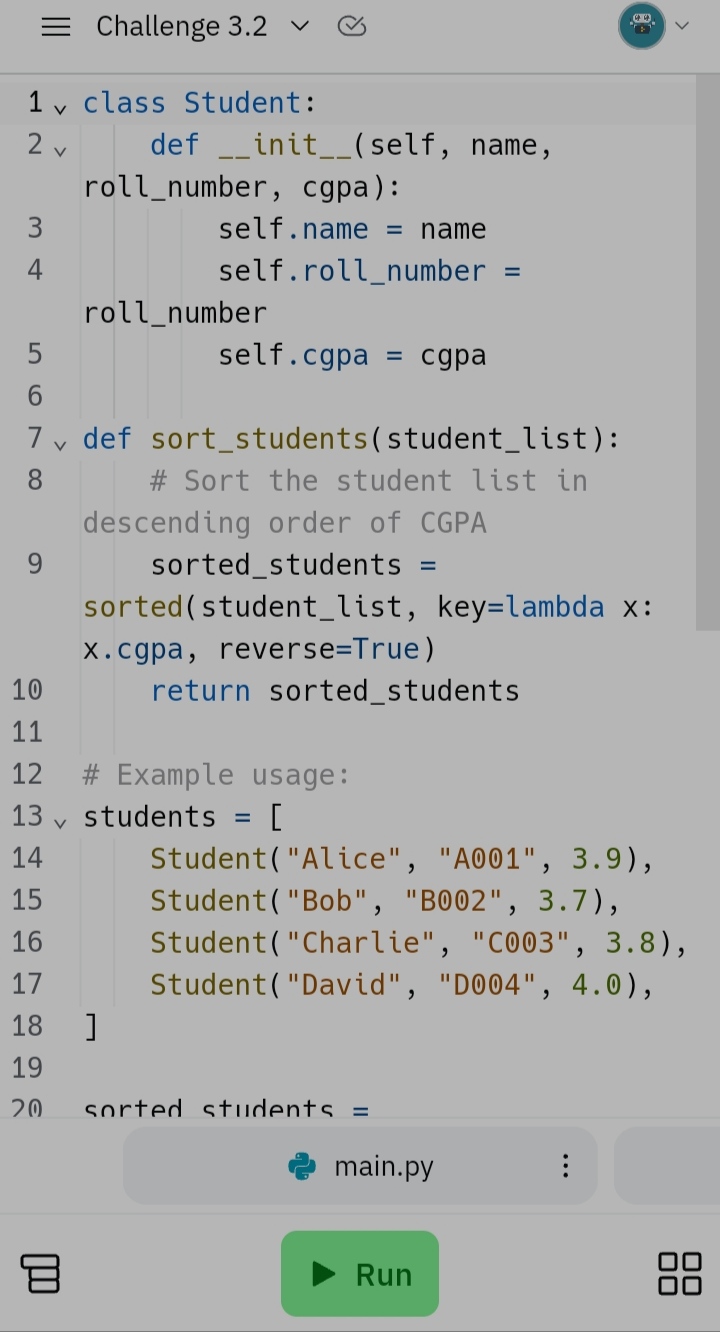 Challenge 3.2
1 class Student:
2 def __init__(self, name,
roll_number, cgpa):
3 self.name = name
4 self.roll_number =
roll_number
5 self.cgpa = cgpa
6
7 def sort_students(student_list):
8 # Sort the student list in
descending order of CGPA
9 sorted_students =
sorted(student_list, key=lambda x:
x.cgpa, reverse=True)
10 return sorted_students
11
12 # Example usage:
13 students = [
14 Student("Alice", "A001", 3.9),
15 Student("Bob", "B002", 3.7),
16 Student("Charlie", "C003", 3.8),
17 Student("David", "D004", 4.0),
18 ]
19
20 sorted_students =
main.py
Run